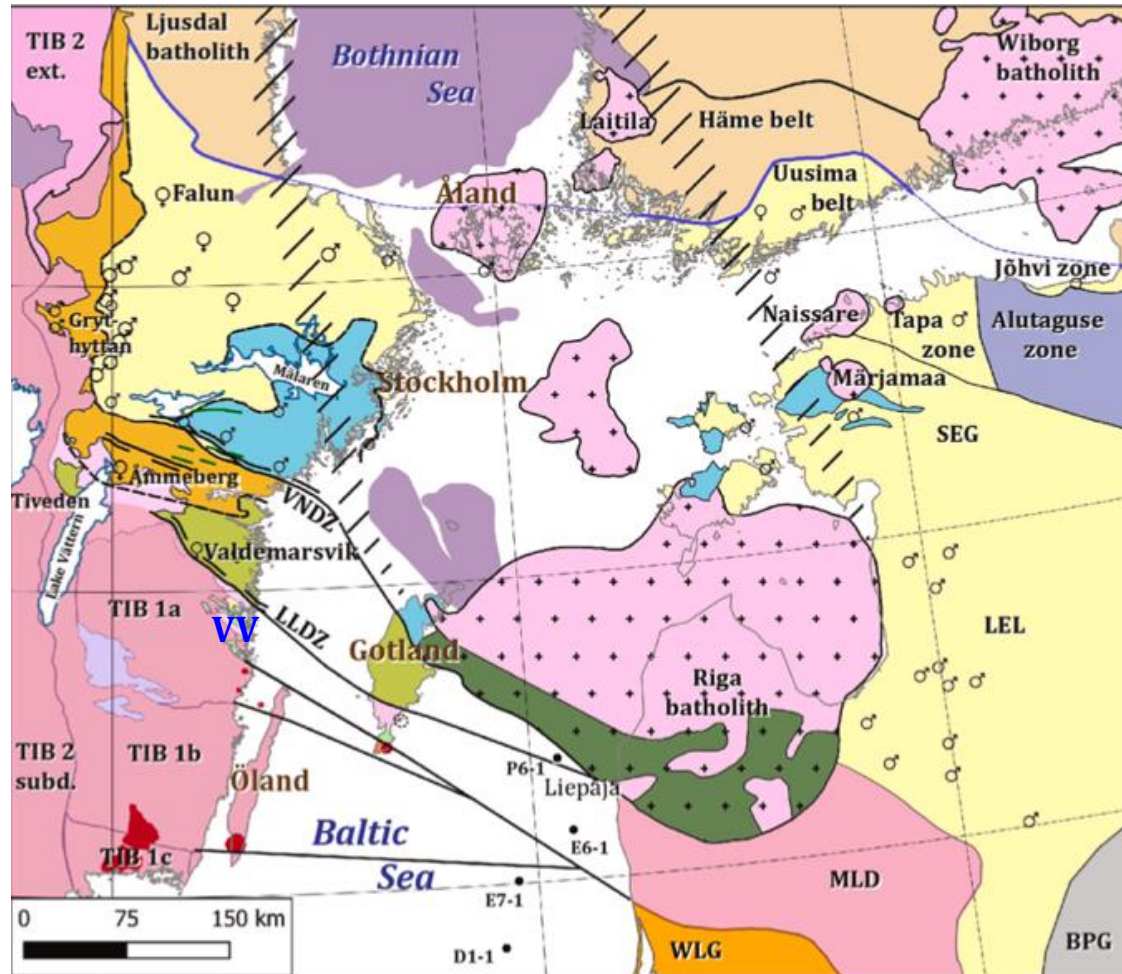 TIB 2
ext.
Ljusdal
batholith
Bothnian
Sea
Wiborg
batholith
Laitila
Häme belt
Falun
Åland
Uusima
belt
Jõhvi zone
Gryt-
hyttan
Naissare
Tapa
zone
Alutaguse
zone
Mälaren
Stockholm
Märjamaa
SEG
Åmmeberg
Tiveden
VNDZ
Lake Vättern
Valdemarsvik
TIB 1a
VV
LLDZ
Gotland
LEL
Riga
batholith
TIB 2
subd.
TIB 1b
Öland
P6-1
Liepāja
Baltic
Sea
E6-1
TIB 1c
MLD
E7-1
0 75 150 km
WLG
BPG
D1-1